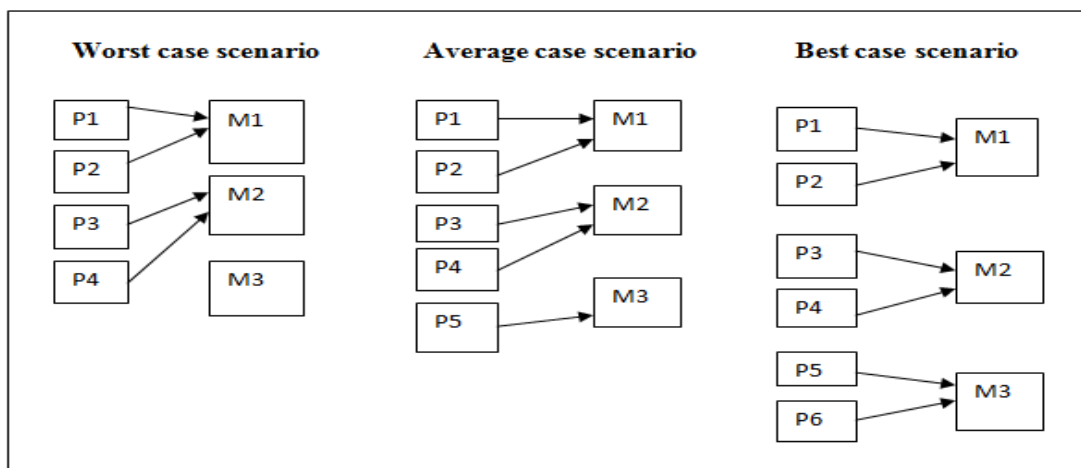 Worst case scenario
P1
M1
P2
M2
P3
P4
M3
Average case scenario
P1
M1
P2
P3
M2
P4
M3
P5
Best case scenario
P1
M1
P2
P3
M2
P4
P5
M3
P6